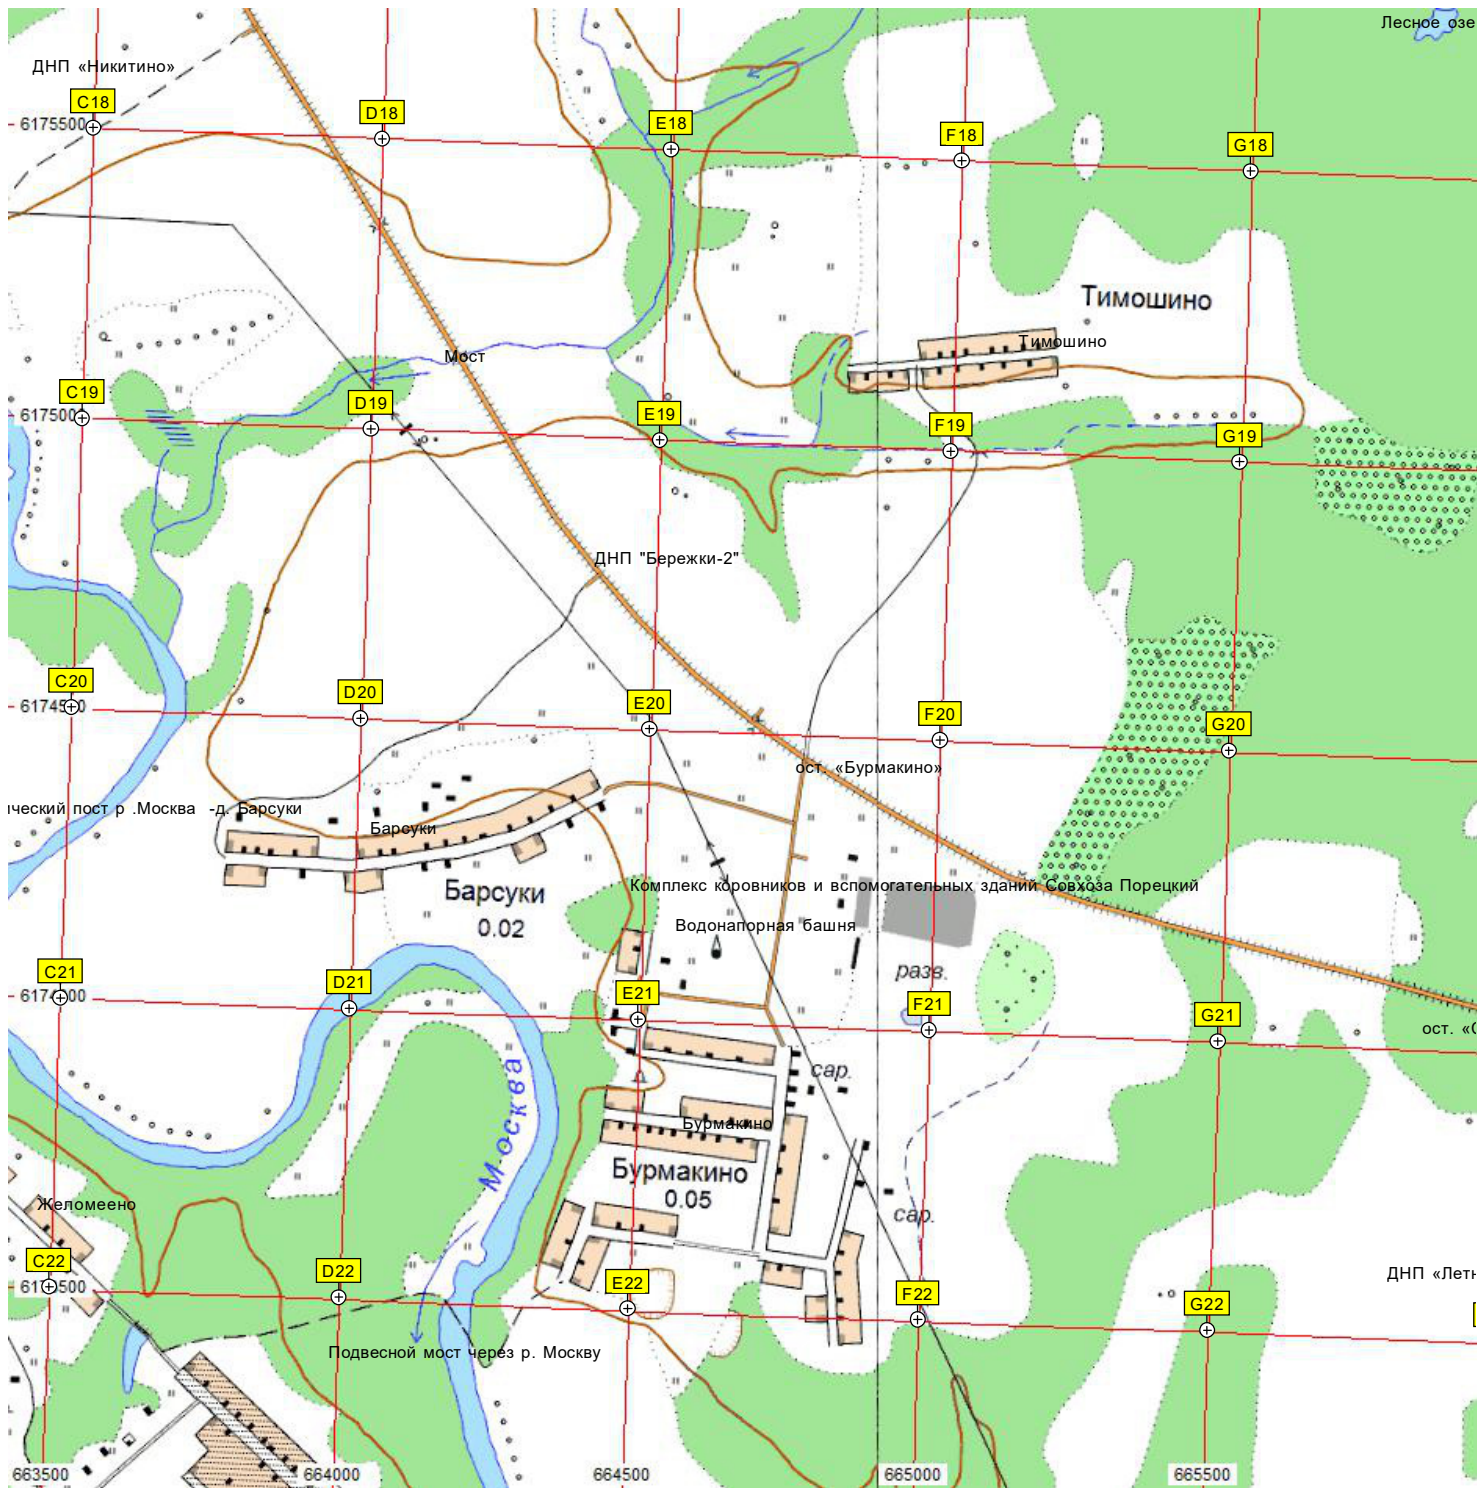 Лесное озе
ДНП «Никитино»
C18
D18
E18
F18
G18
6175500
Тимошино
Тимошино
Мост
C19
D19
E19
F19
G19
617500
ДНП "Бережки-2"
C20
D20
E20
F20
G20
ост. «Бурмакино»
ический пост р .Москва -д. Барсуки
Барсуки
Барсуки
0.02
Комплекс коровников и вспомогательных зданий Совхоза Порецкий
Водонапорная башня
разв.
C21
D21
E21
F21
G21
ост. «О
сар.
Москва
Бурмакино
Бурмакино
0.05
Желомеено
сар.
C22
D22
E22
F22
G22
ДНП «Летн
Подвесной мост через р. Москву
663500
664000
664500
665000
665500